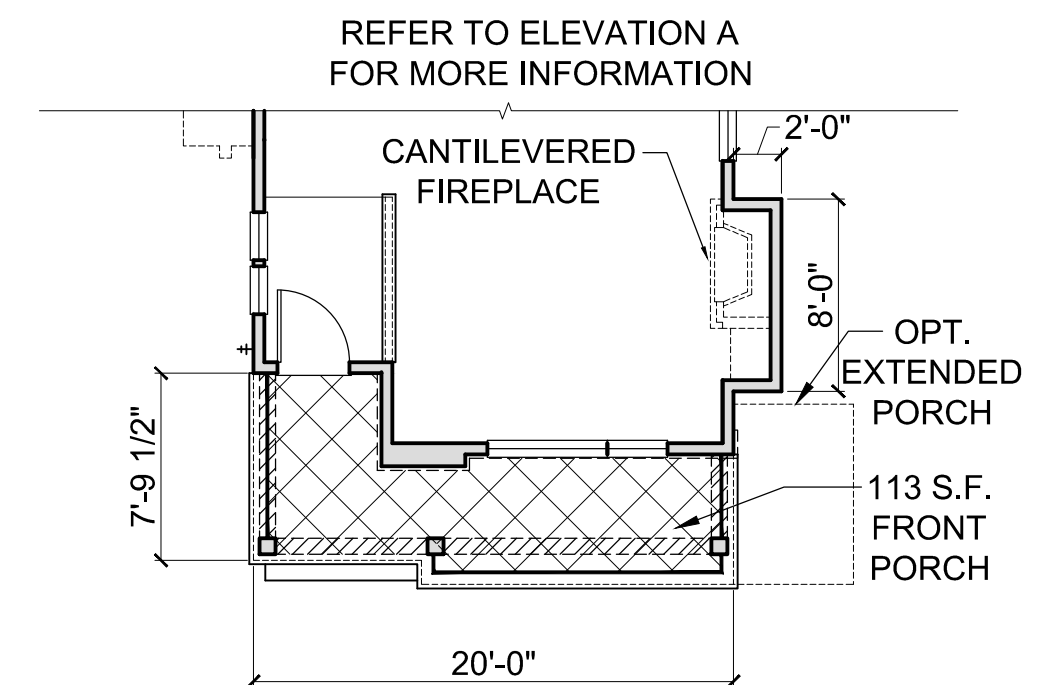 REFER TO ELEVATION A
FOR MORE INFORMATION
2'-0"
CANTILEVERED
FIREPLACE
8'-0"
OPT.
EXTENDED
PORCH
7'-9 1/2"
113 S.F.
FRONT
PORCH
20'-0"